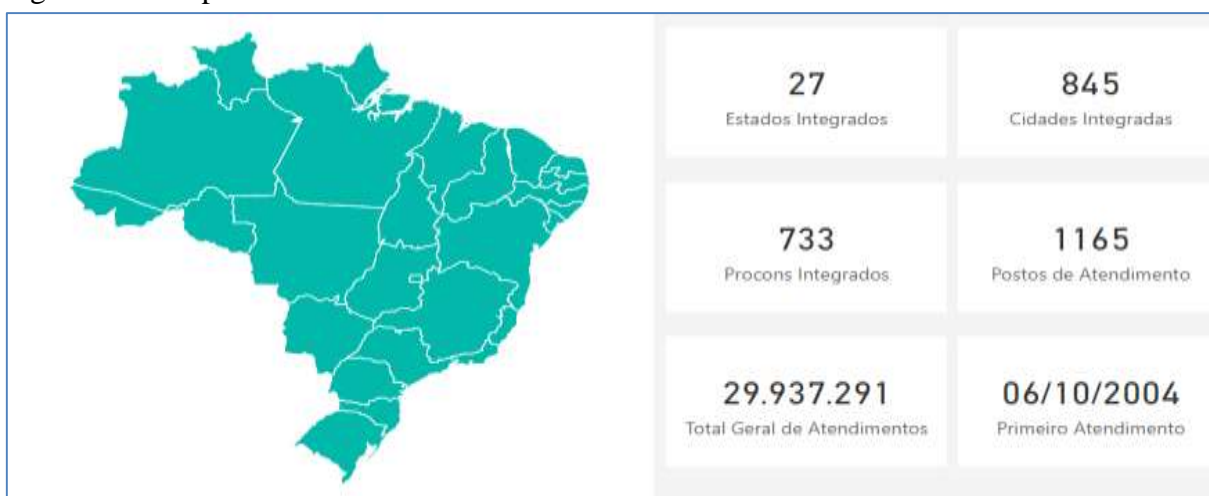 27
Estados Integrados
845
Cidades Integradas
733
Procons Integrados
1165
Postos de Atendimento
29.937.291
Total Geral de Atendimentos
06/10/2004
Primeiro Atendimento